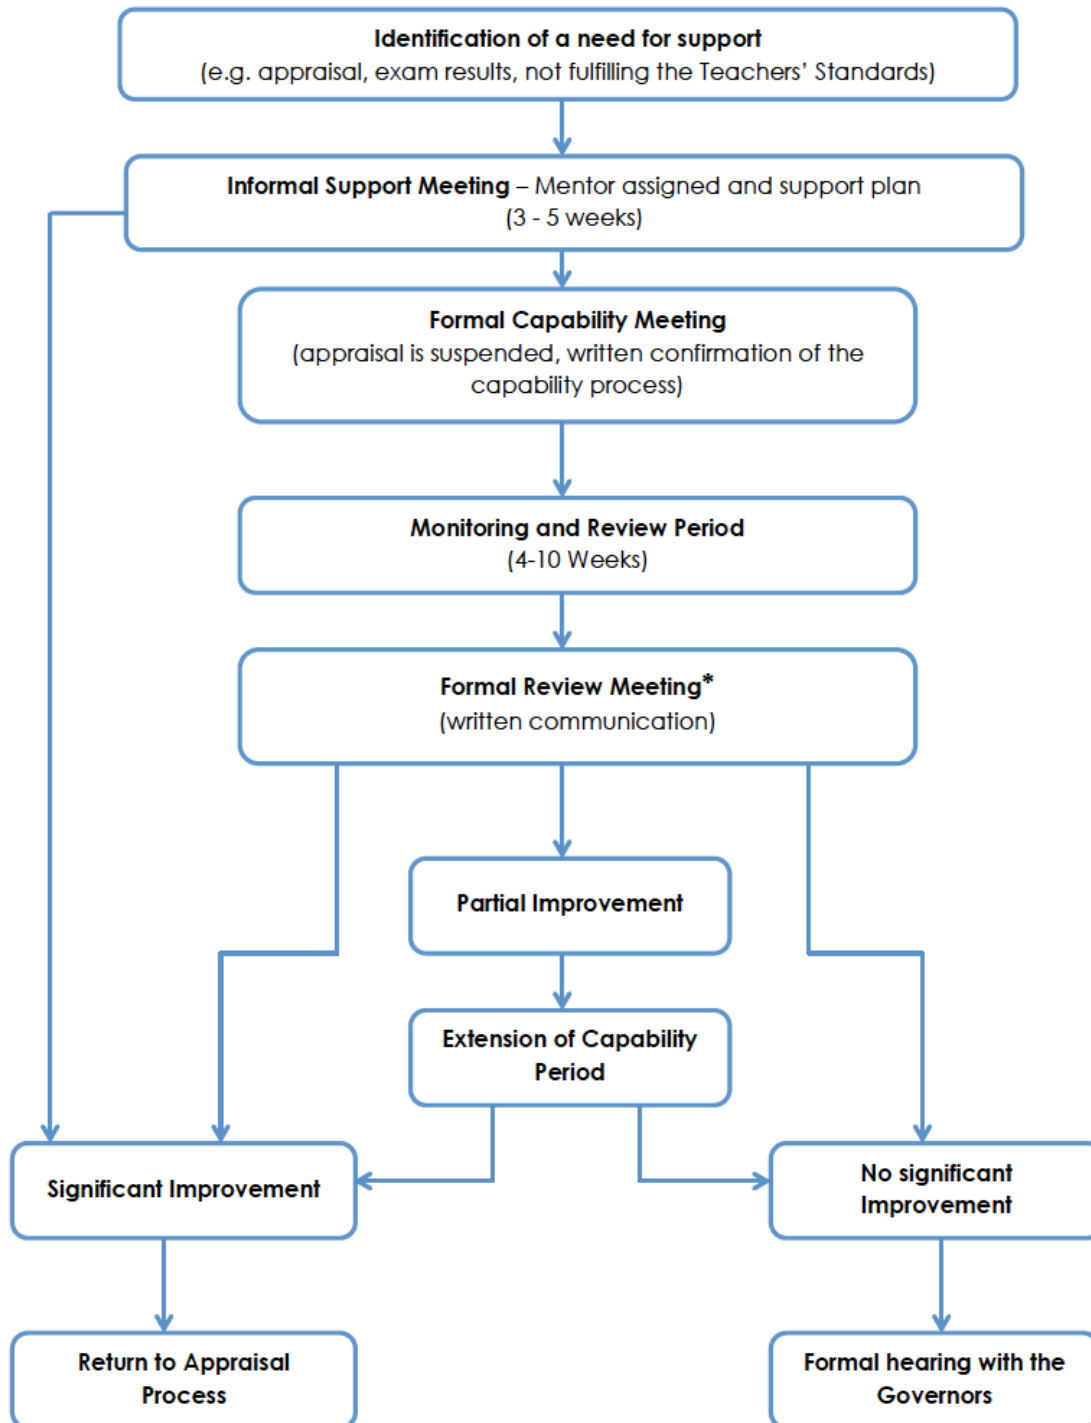 Identification of a need for support
(e.g. appraisal, exam results, not fulfilling the Teachers' Standards)
Informal Support Meeting – Mentor assigned and support plan
(3 - 5 weeks)
Formal Capability Meeting
(appraisal is suspended, written confirmation of the
capability process)
Monitoring and Review Period
(4-10 Weeks)
Formal Review Meeting*
(written communication)
Partial Improvement
Extension of Capability
Period
Significant Improvement
No significant
Improvement
Return to Appraisal
Process
Formal hearing with the
Governors